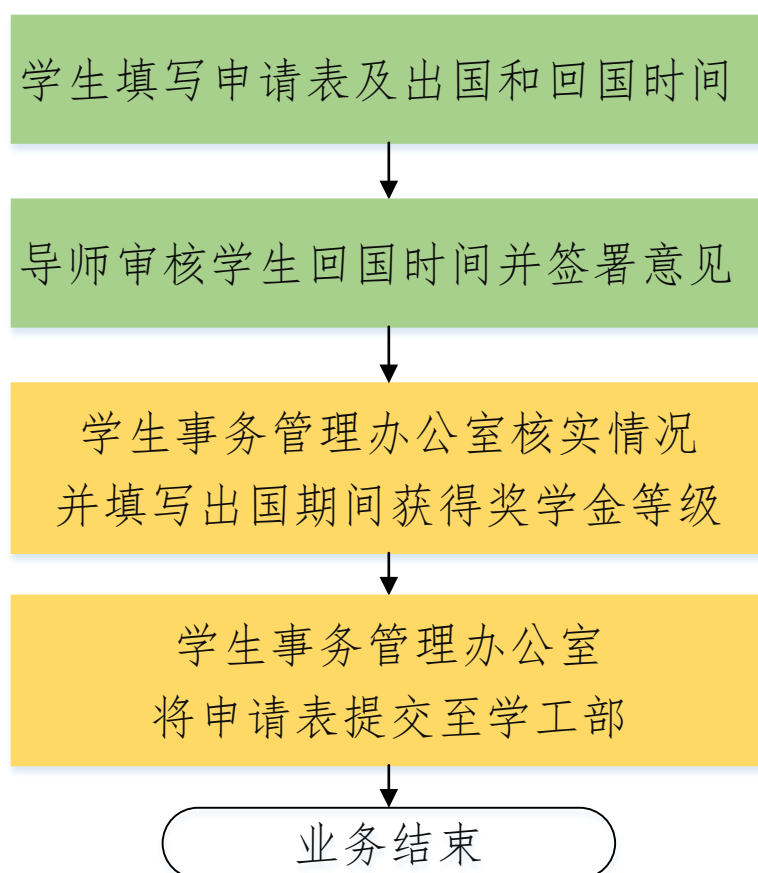 学生填写申请表及出国和回国时间
导师审核学生回国时间并签署意见
学生事务管理办公室核实情况
并填写出国期间获得奖学金等级
学生事务管理办公室
将申请表提交至学工部
业务结束